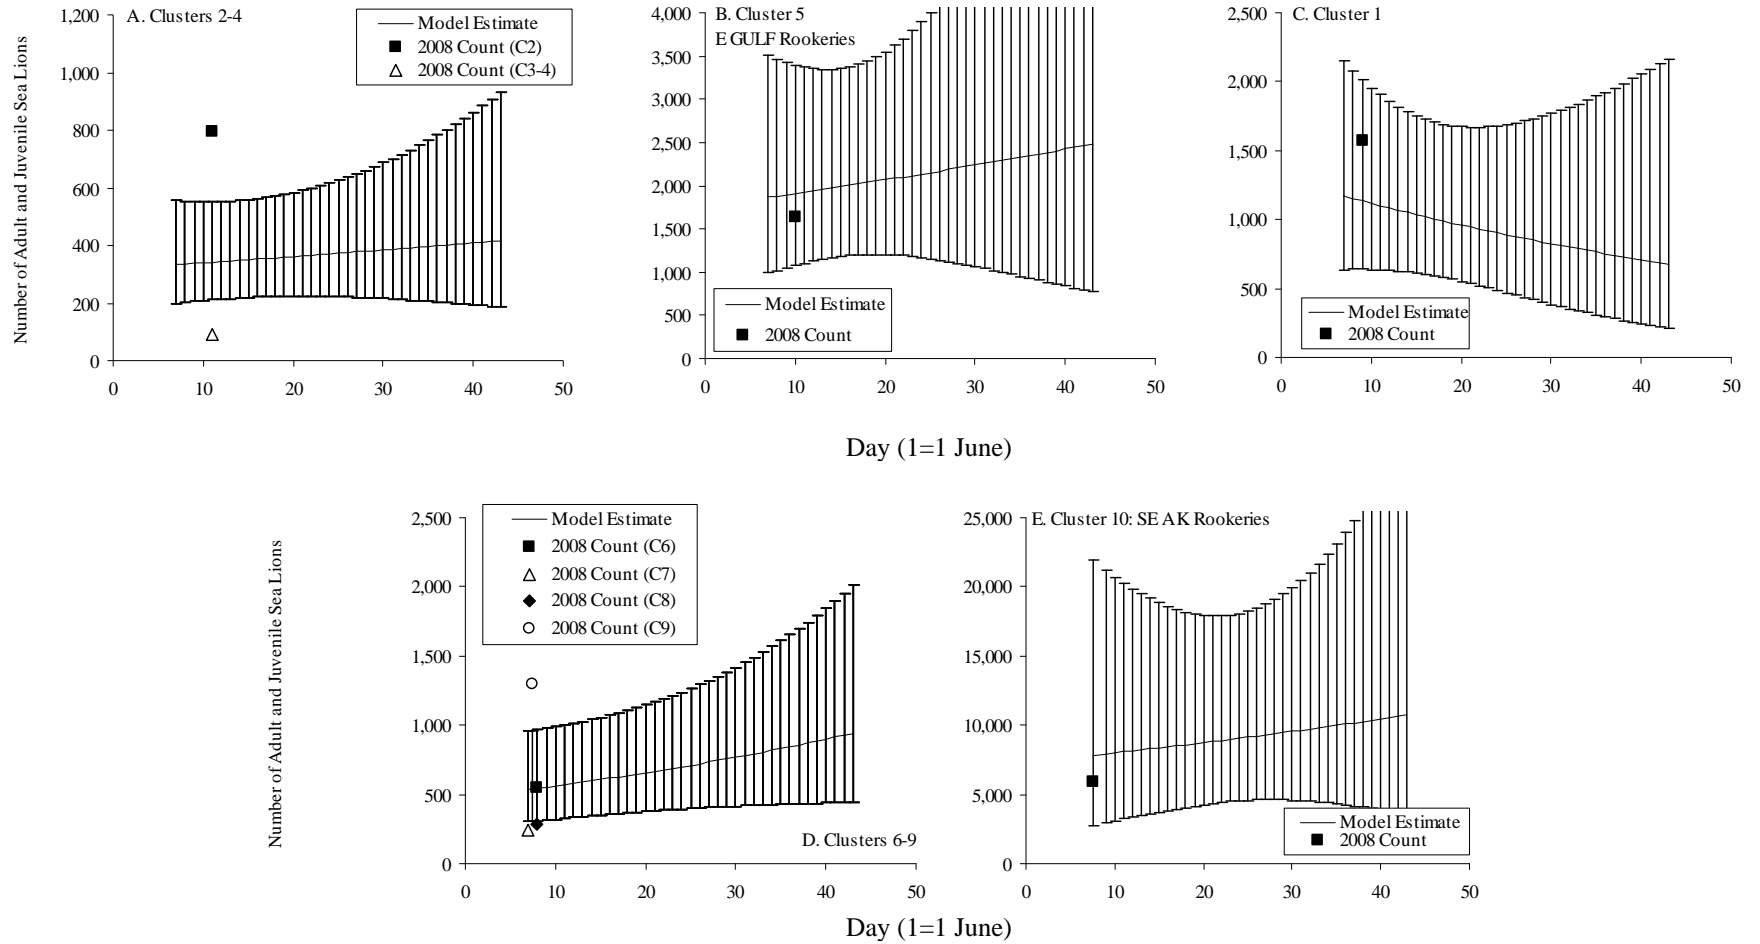 A. Clusters 2-4
Model Estimate
2008 Count (C2)
2008 Count (C3-4)
1,200
1,000
800
600
400
200
0
0 10 20 30 40 50
Number of Adult and Juvenile Sea Lions
B. Cluster 5
E GULF Rookeries
4,000
3,500
3,000
2,500
2,000
1,500
1,000
500
0
Model Estimate
2008 Count
0 10 20 30 40 50
C. Cluster 1
2,500
2,000
1,500
1,000
500
0
Model Estimate
2008 Count
0 10 20 30 40 50
Day (1=1 June)
Number of Adult and Juvenile Sea Lions
Model Estimate
2008 Count (C6)
2008 Count (C7)
2008 Count (C8)
2008 Count (C9)
2,500
2,000
1,500
1,000
500
0
D. Clusters 6-9
0 10 20 30 40 50
E. Cluster 10: SE AK Rookeries
25,000
20,000
15,000
10,000
5,000
0
Model Estimate
2008 Count
0 10 20 30 40 50
Day (1=1 June)